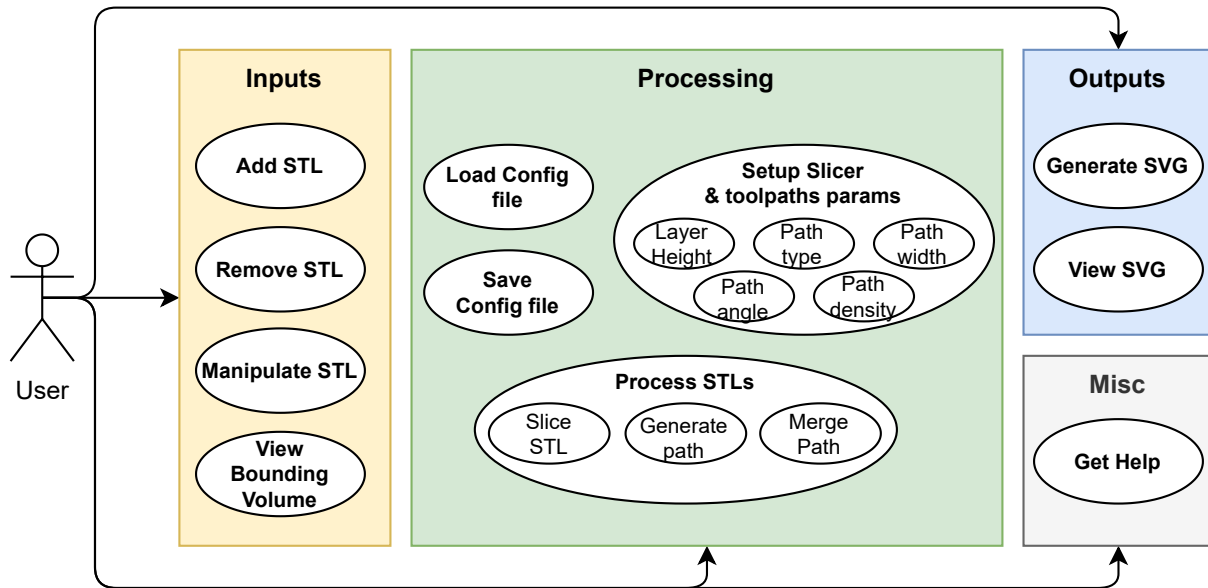 User
Inputs
Add STL
Remove STL
Manipulate STL
View
Bounding
Volume
Processing
Load Config
file
Save
Config file
Setup Slicer
& toolpaths params
Layer
Height
Path
type
Path
width
Path
angle
Path
density
Process STLs
Slice
STL
Generate
path
Merge
Path
Outputs
Generate SVG
View SVG
Misc
Get Help